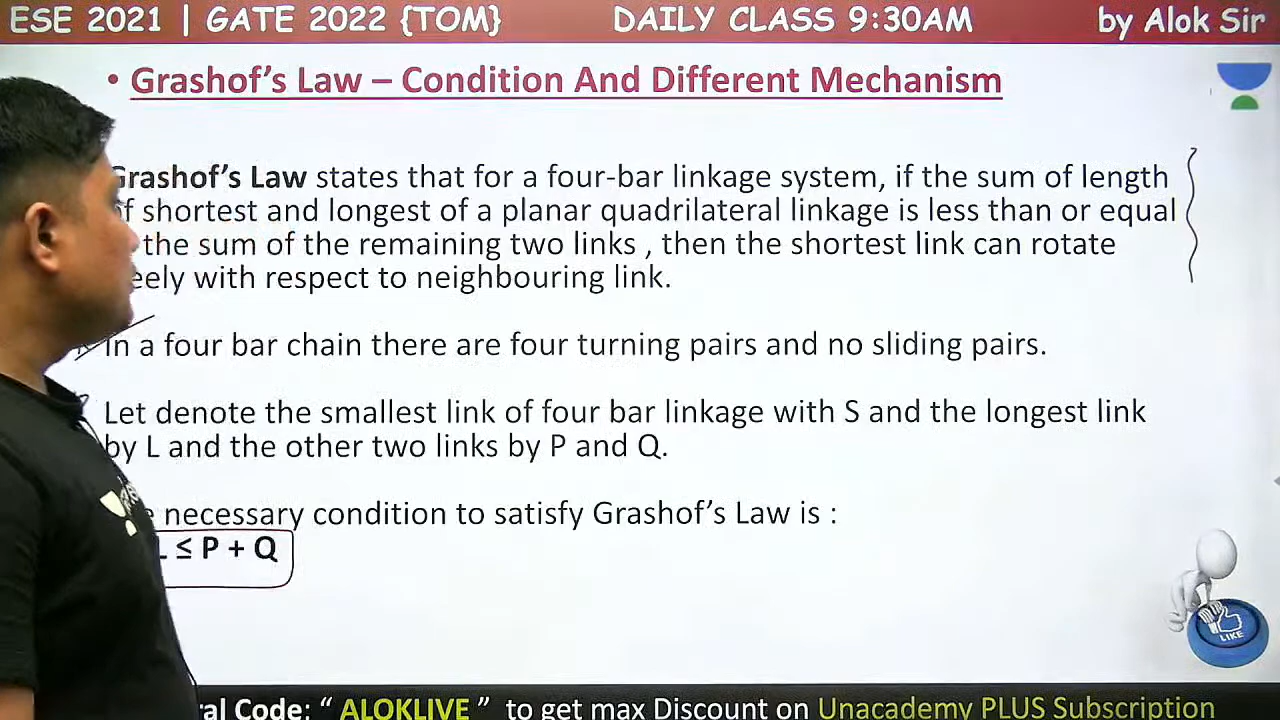 ESE 2021 | GATE 2022 {TOM} DAILY CLASS 9:30AM by Alok Sir
• Grashof's Law – Condition And Different Mechanism
Grashof's Law states that for a four-bar linkage system, if the sum of length
of shortest and longest of a planar quadrilateral linkage is less than or equal
the sum of the remaining two links , then the shortest link can rotate
eely with respect to neighbouring link.
In a four bar chain there are four turning pairs and no sliding pairs.
Let denote the smallest link of four bar linkage with S and the longest link
by L and the other two links by P and Q.
necessary condition to satisfy Grashof's Law is :
L ≤ P + Q
LIKE
ral Code: “ ALOKLIVE ” to get max Discount on Unacademy PLUS Subscription